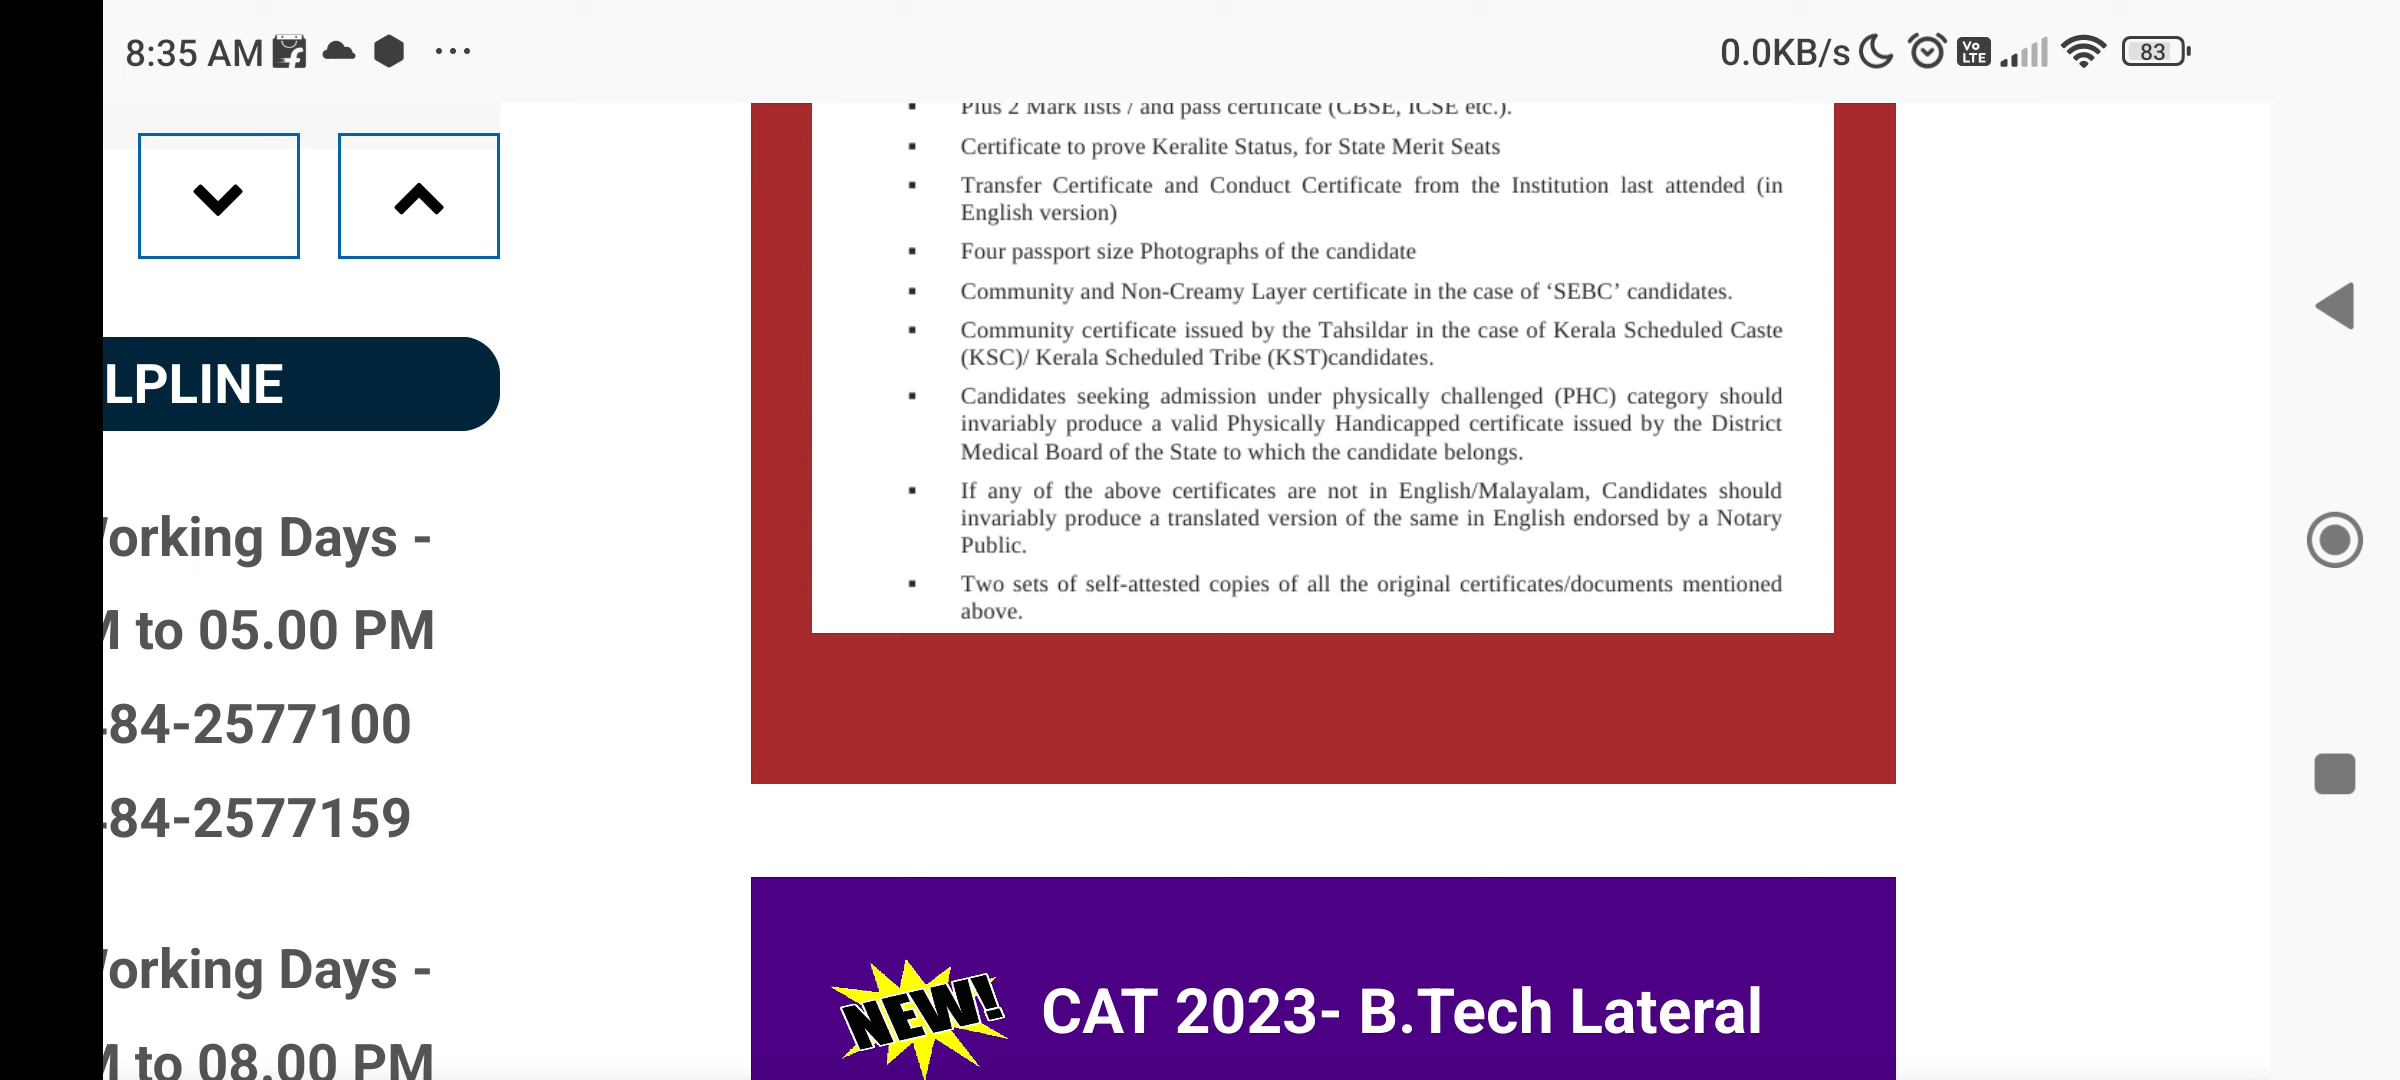 8:35 AM
0.0KB/s
Vo
LTE
83
LPLINE
orking Days -
to 05.00 PM
84-2577100
84-2577159
orking Days -
to 08.00 PM
▪ Plus 2 Mark lists / and pass certificate (CBSE, ICSE etc.).
▪ Certificate to prove Keralite Status, for State Merit Seats
▪ Transfer Certificate and Conduct Certificate from the Institution last attended (in
English version)
▪ Four passport size Photographs of the candidate
▪ Community and Non-Creamy Layer certificate in the case of ‘SEBC’ candidates.
▪ Community certificate issued by the Tahsildar in the case of Kerala Scheduled Caste
(KSC)/ Kerala Scheduled Tribe (KST)candidates.
▪ Candidates seeking admission under physically challenged (PHC) category should
invariably produce a valid Physically Handicapped certificate issued by the District
Medical Board of the State to which the candidate belongs.
▪ If any of the above certificates are not in English/Malayalam, Candidates should
invariably produce a translated version of the same in English endorsed by a Notary
Public.
▪ Two sets of self-attested copies of all the original certificates/documents mentioned
above.
NEW!
CAT 2023- B.Tech Lateral